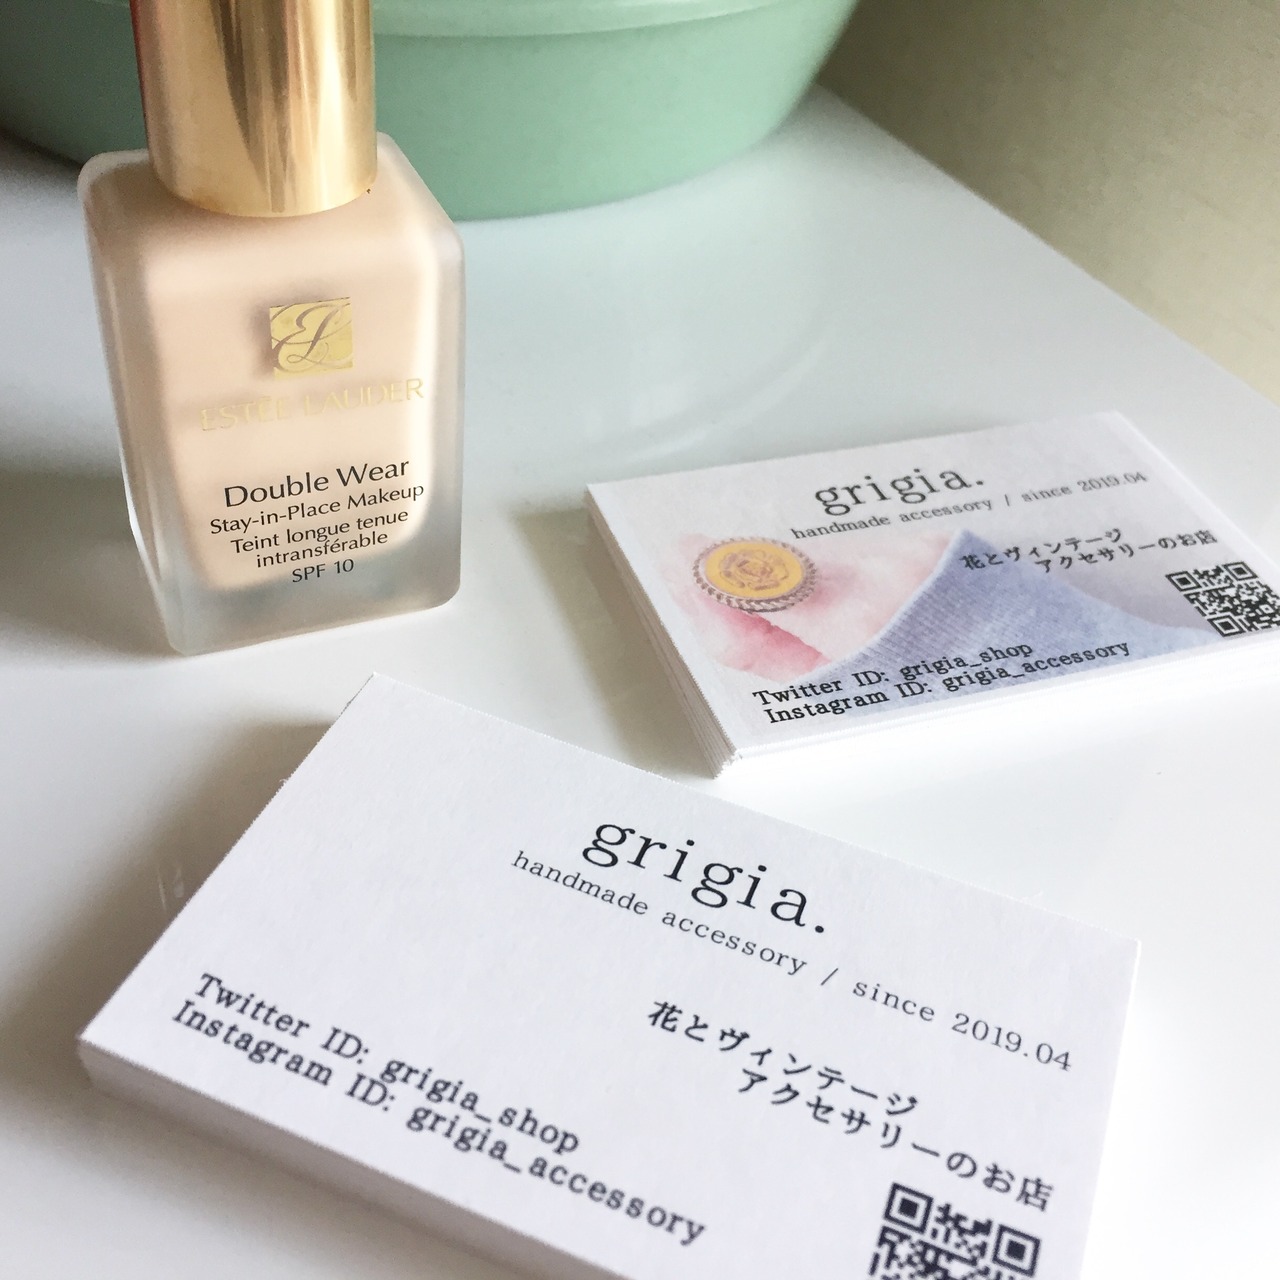 EL
ESTĒE LAUDER
Double Wear
Stay-in-Place Makeup
Teint longue tenue
intransférable
SPF 10
grigia.
handmade accessory / since 2019.04
花とヴィンテージ
アクセサリーのお店
Twitter ID: grigia_shop
Instagram ID: grigia_accessory
grigia.
handmade accessory / since 2019.04
花とヴィンテージ
アクセサリーのお店
Twitter ID: grigia_shop
Instagram ID: grigia_accessory